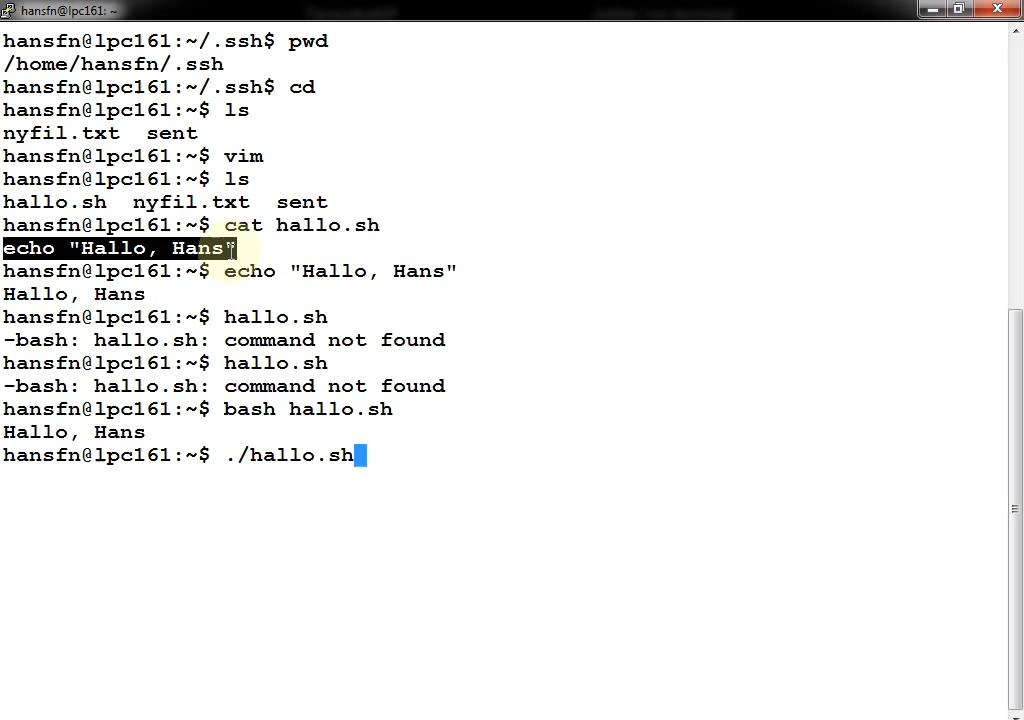 hansfn@lpc161: ~
hansfn@lpc161:~/.ssh$ pwd
/home/hansfn/.ssh
hansfn@lpc161:~/.ssh$ cd
hansfn@lpc161:~$ ls
nyfil.txt  sent
hansfn@lpc161:~$ vim
hansfn@lpc161:~$ ls
hallo.sh  nyfil.txt  sent
hansfn@lpc161:~$ cat hallo.sh
echo "Hallo, Hans"
hansfn@lpc161:~$ echo "Hallo, Hans"
Hallo, Hans
hansfn@lpc161:~$ hallo.sh
-bash: hallo.sh: command not found
hansfn@lpc161:~$ hallo.sh
-bash: hallo.sh: command not found
hansfn@lpc161:~$ bash hallo.sh
Hallo, Hans
hansfn@lpc161:~$ ./hallo.sh